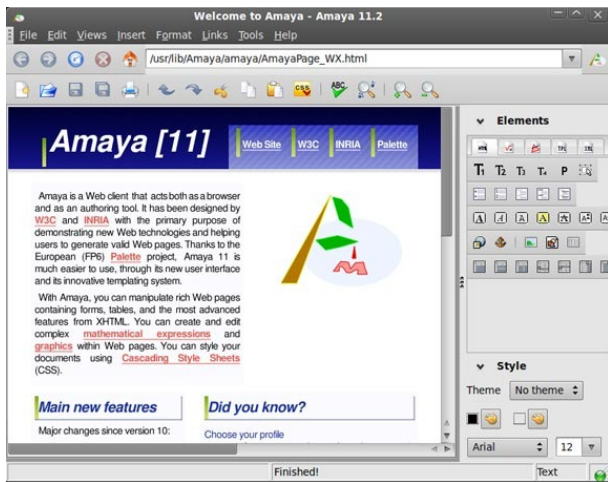 Welcome to Amaya - Amaya 11.2
File Edit Views Insert Format Links Tools Help
/usr/lib/Amaya/amaya/AmayaPage_WX.html
Amaya [11]
Web Site W3C INRIA Palette
Amaya is a Web client that acts both as a browser
and as an authoring tool. It has been designed by
W3C and INRIA with the primary purpose of
demonstrating new Web technologies and helping
users to generate valid Web pages. Thanks to the
European (FP6) Palette project, Amaya 11 is
much easier to use, through its new user interface
and its innovative templating system.
With Amaya, you can manipulate rich Web pages
containing forms, tables, and the most advanced
features from XHTML. You can create and edit
complex mathematical expressions and
graphics within Web pages. You can style your
documents using Cascading Style Sheets
(CSS).
Main new features
Major changes since version 10:
Did you know?
Choose your profile
Elements
T1 T2 T3 T4 P
Style
Theme No theme
Arial 12
Finished! Text